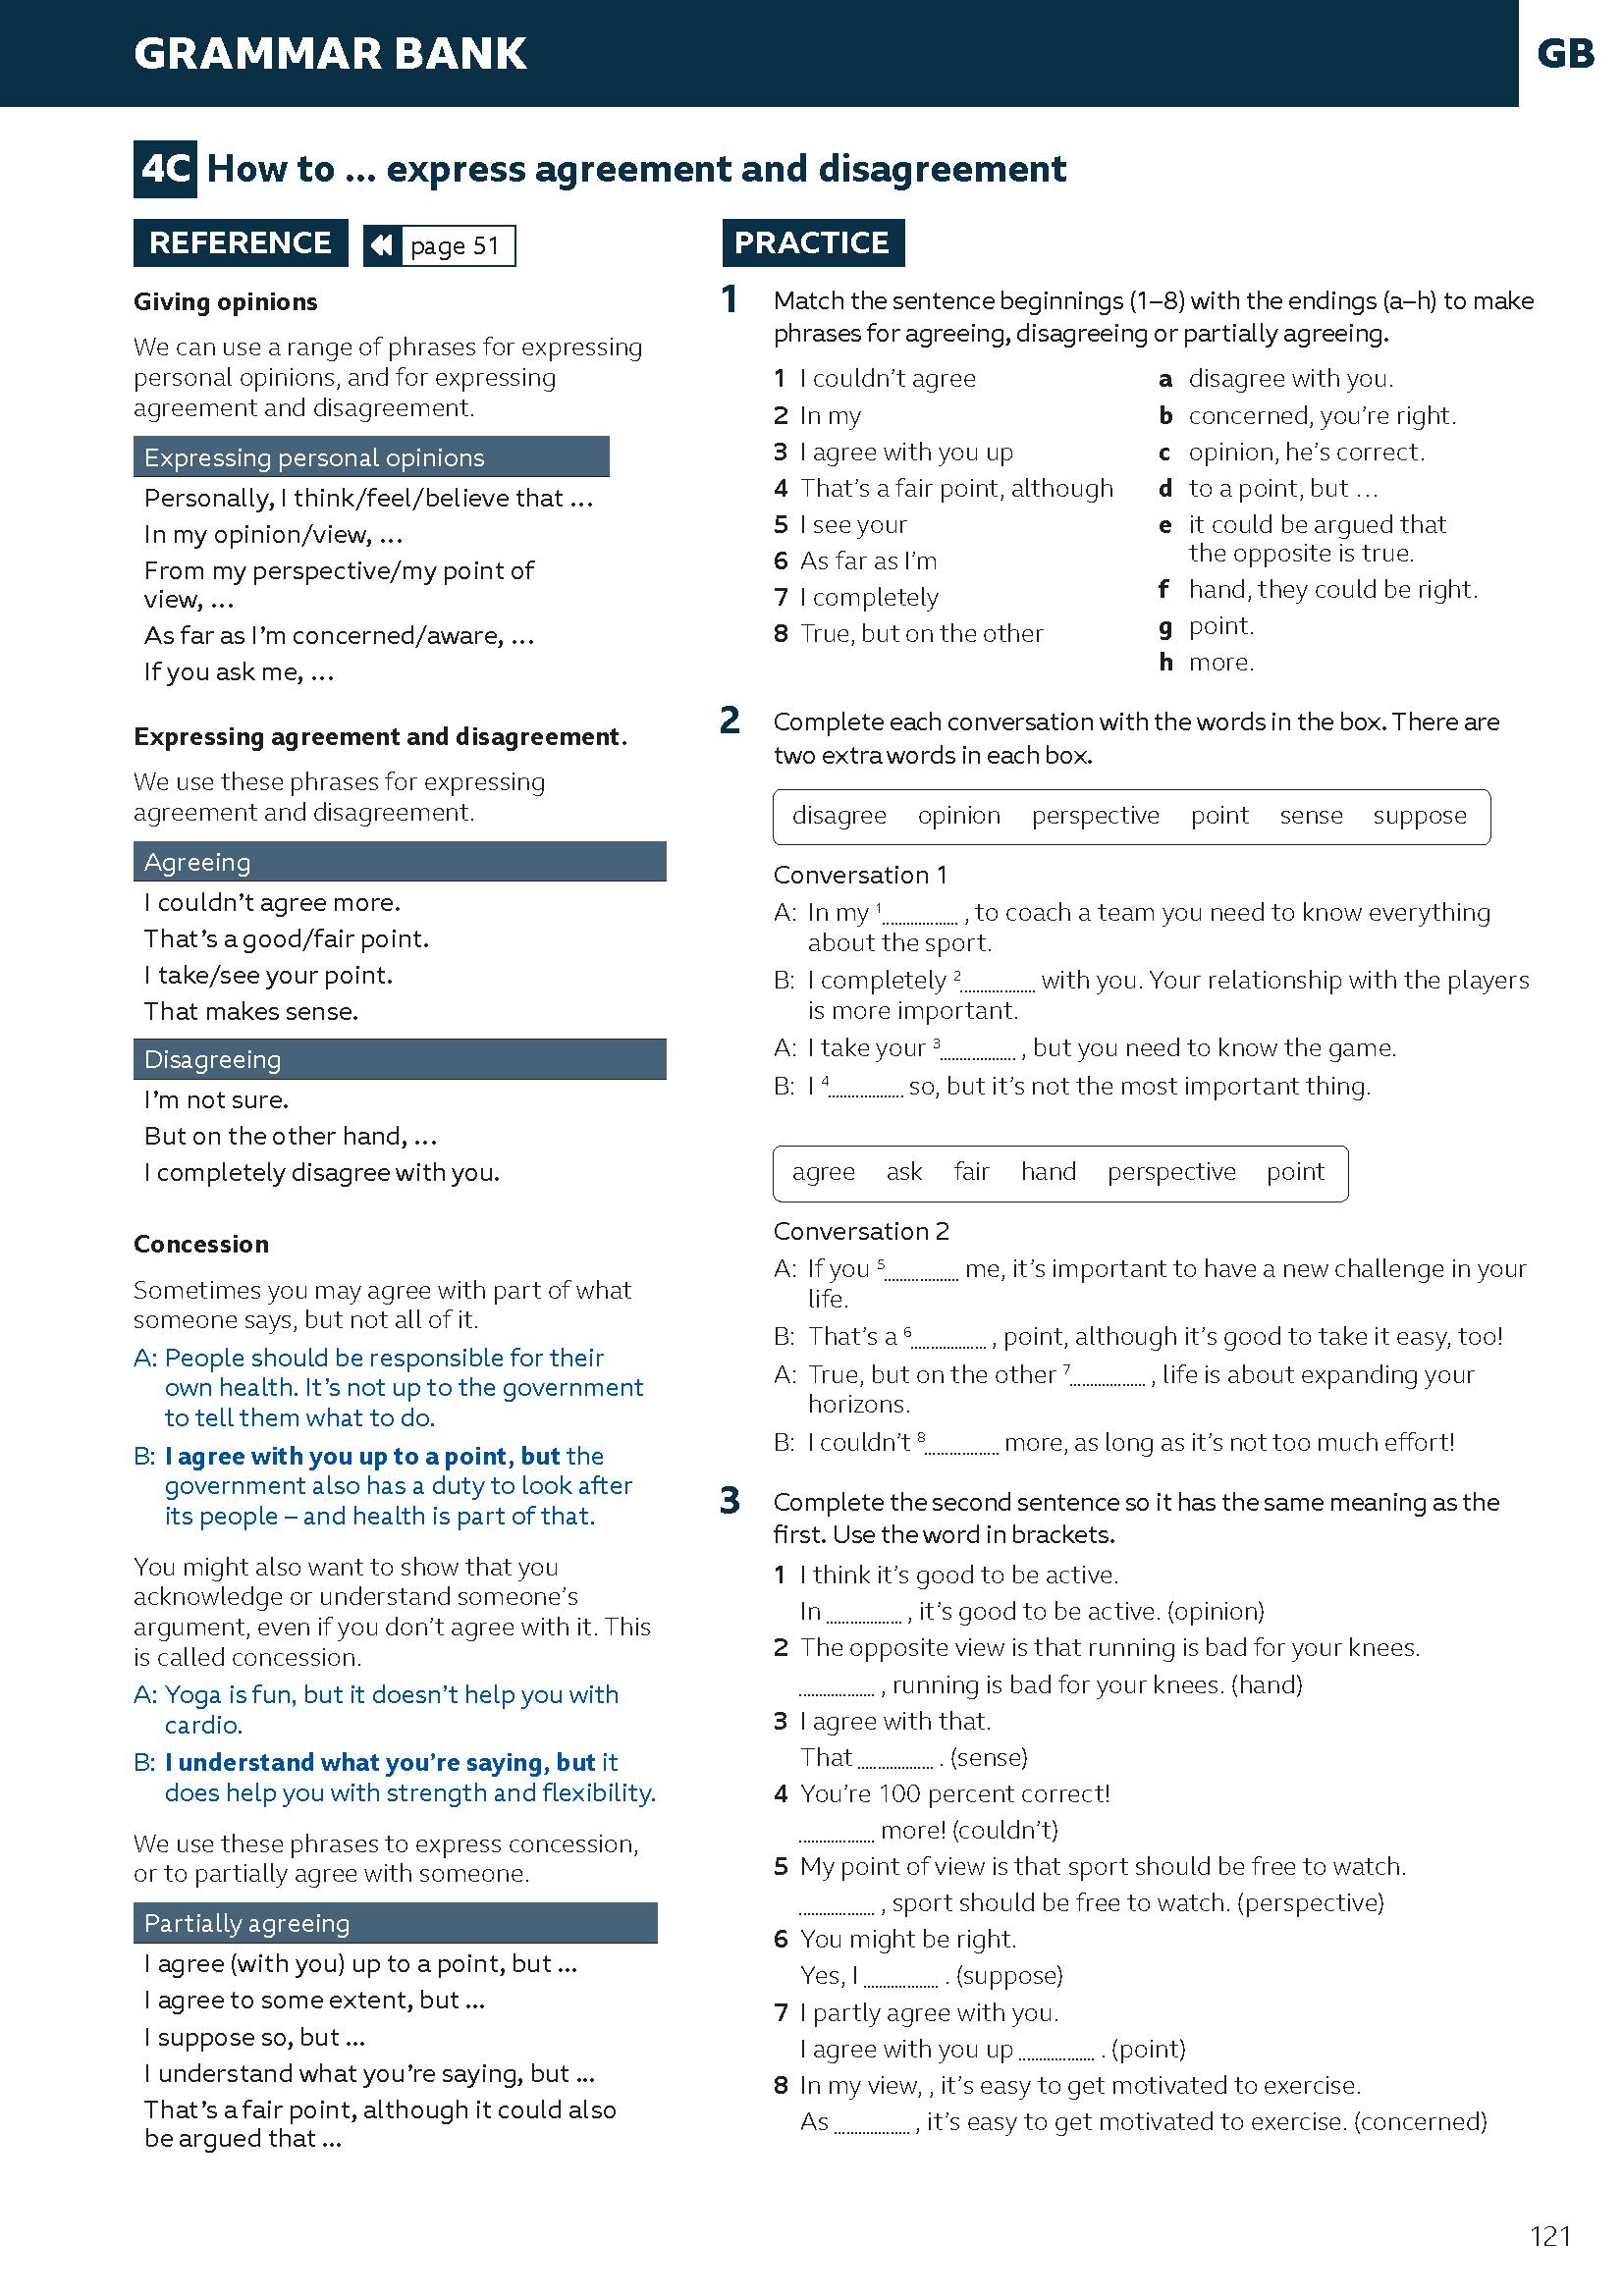 GRAMMAR BANK
GB
4C How to ... express agreement and disagreement
REFERENCE
page 51
Giving opinions
We can use a range of phrases for expressing
personal opinions, and for expressing
agreement and disagreement.
Expressing personal opinions
Personally, I think/feel/believe that ...
In my opinion/view, ...
From my perspective/my point of
view, ...
As far as I'm concerned/aware, ...
If you ask me, ...
Expressing agreement and disagreement.
We use these phrases for expressing
agreement and disagreement.
Agreeing
I couldn't agree more.
That's a good/fair point.
I take/see your point.
That makes sense.
Disagreeing
I'm not sure.
But on the other hand, ...
I completely disagree with you.
Concession
Sometimes you may agree with part of what
someone says, but not all of it.
A: People should be responsible for their
own health. It's not up to the government
to tell them what to do.
B: I agree with you up to a point, but the
government also has a duty to look after
its people – and health is part of that.
You might also want to show that you
acknowledge or understand someone's
argument, even if you don't agree with it. This
is called concession.
A: Yoga is fun, but it doesn't help you with
cardio.
B: I understand what you're saying, but it
does help you with strength and flexibility.
We use these phrases to express concession,
or to partially agree with someone.
Partially agreeing
I agree (with you) up to a point, but ...
I agree to some extent, but ...
I suppose so, but ...
I understand what you're saying, but ...
That's a fair point, although it could also
be argued that ...
PRACTICE
1 Match the sentence beginnings (1–8) with the endings (a–h) to make
phrases for agreeing, disagreeing or partially agreeing.
1 I couldn't agree
2 In my
3 I agree with you up
4 That's a fair point, although
5 I see your
6 As far as I'm
7 I completely
8 True, but on the other
a disagree with you.
b concerned, you're right.
c opinion, he's correct.
d to a point, but ...
e it could be argued that
the opposite is true.
f hand, they could be right.
g point.
h more.
2 Complete each conversation with the words in the box. There are
two extra words in each box.
disagree opinion perspective point sense suppose
Conversation 1
A: In my 1 ........ , to coach a team you need to know everything
about the sport.
B: I completely 2 ........ with you. Your relationship with the players
is more important.
A: I take your 3 ........ , but you need to know the game.
B: I 4 ........ so, but it's not the most important thing.
agree ask fair hand perspective point
Conversation 2
A: If you 5 ........ me, it's important to have a new challenge in your
life.
B: That's a 6 ........ , point, although it's good to take it easy, too!
A: True, but on the other 7 ........ , life is about expanding your
horizons.
B: I couldn't 8 ........ more, as long as it's not too much effort!
3 Complete the second sentence so it has the same meaning as the
first. Use the word in brackets.
1 I think it's good to be active.
In ........ , it's good to be active. (opinion)
2 The opposite view is that running is bad for your knees.
........ , running is bad for your knees. (hand)
3 I agree with that.
That ........ . (sense)
4 You're 100 percent correct!
........ more! (couldn't)
5 My point of view is that sport should be free to watch.
........ , sport should be free to watch. (perspective)
6 You might be right.
Yes, I ........ . (suppose)
7 I partly agree with you.
I agree with you up ........ . (point)
8 In my view, , it's easy to get motivated to exercise.
As ........ , it's easy to get motivated to exercise. (concerned)
121